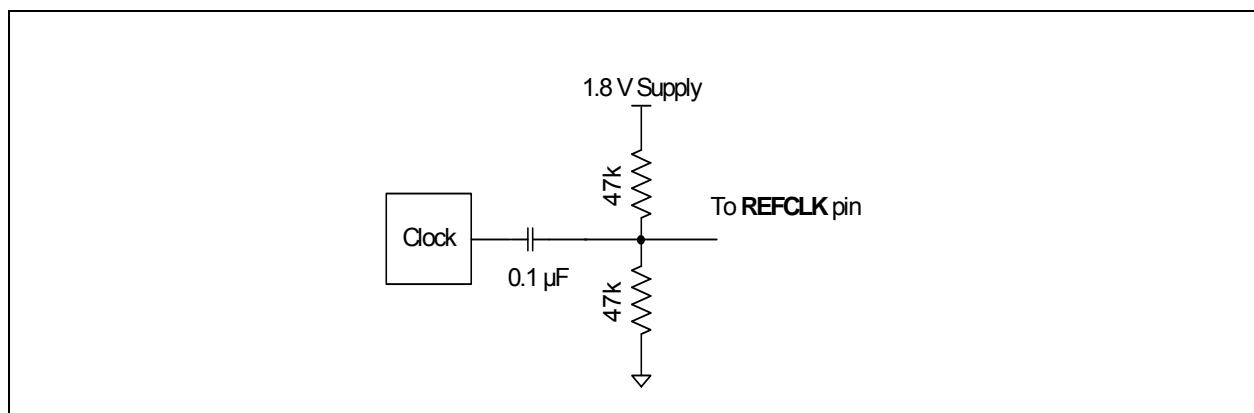 1.8 V Supply
47k
To REFCLK pin
Clock
0.1 µF
47k